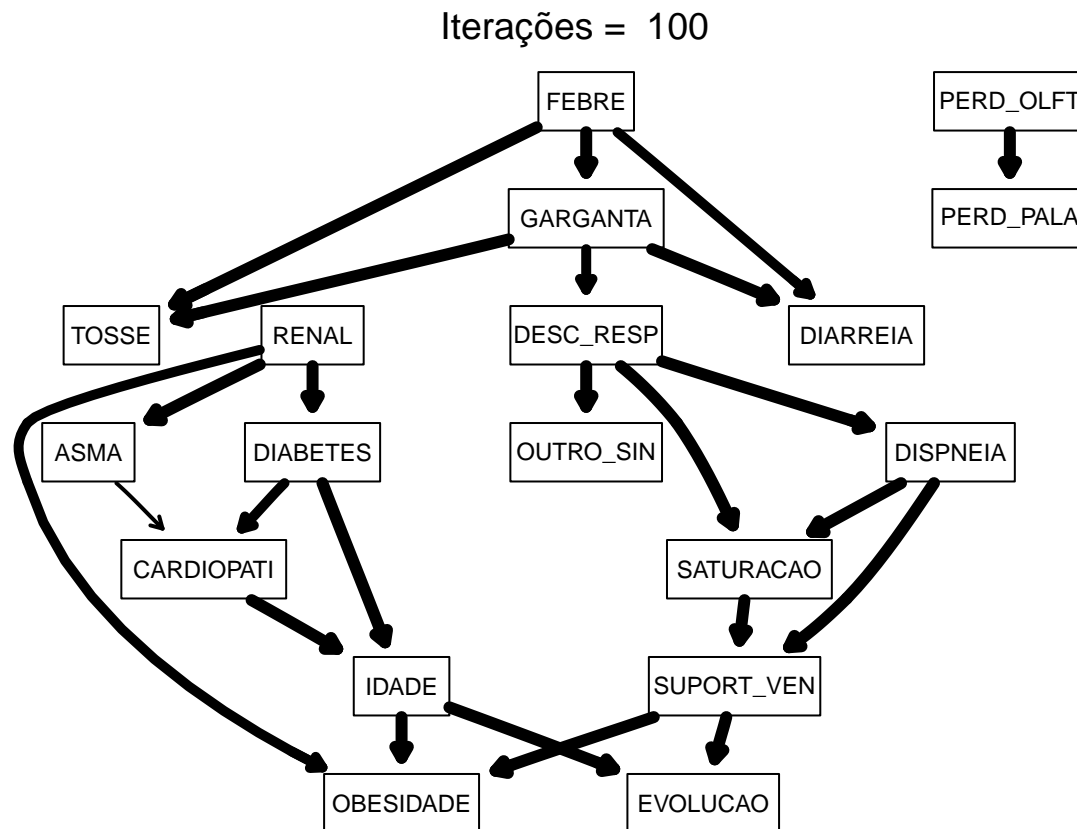 Iterações = 100
FEBRE
PERD_OLFT
GARGANTA
PERD_PALA
TOSSE
RENAL
DESC_RESP
DIARREIA
ASMA
DIABETES
OUTRO_SIN
DISPNEIA
CARDIOPATI
SATURACAO
IDADE
SUPORT_VEN
OBESIDADE
EVOLUCAO